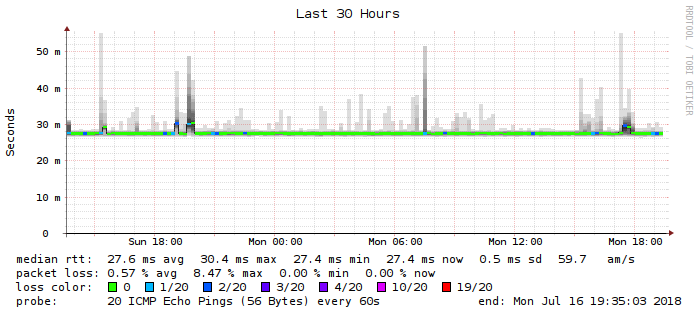 Last 30 Hours
RRDTOOL / TOBI OETIKER
Seconds
50 m
40 m
30 m
20 m
10 m
0
Sun 18:00 Mon 00:00 Mon 06:00 Mon 12:00 Mon 18:00
median rtt: 27.6 ms avg 30.4 ms max 27.4 ms min 27.4 ms now 0.5 ms sd 59.7 am/s
packet loss: 0.57 % avg 8.47 % max 0.00 % min 0.00 % now
loss color: 0 1/20 2/20 3/20 4/20 10/20 19/20
probe: 20 ICMP Echo Pings (56 Bytes) every 60s end: Mon Jul 16 19:35:03 2018